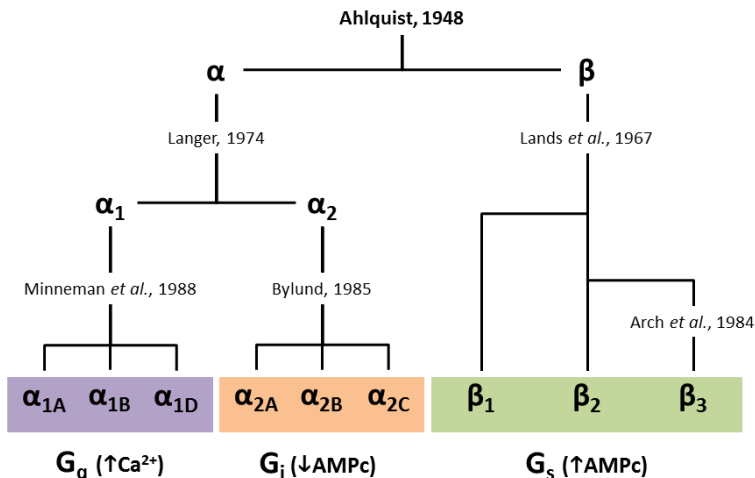 Ahlquist, 1948
α β
Langer, 1974 Lands et al., 1967
α₁ α₂
Minneman et al., 1988 Bylund, 1985
Arch et al., 1984
α₁A α₁B α₁D α₂A α₂B α₂C β₁ β₂ β₃
Gq (↑Ca²⁺) Gi (↓AMPc) Gs (↑AMPc)